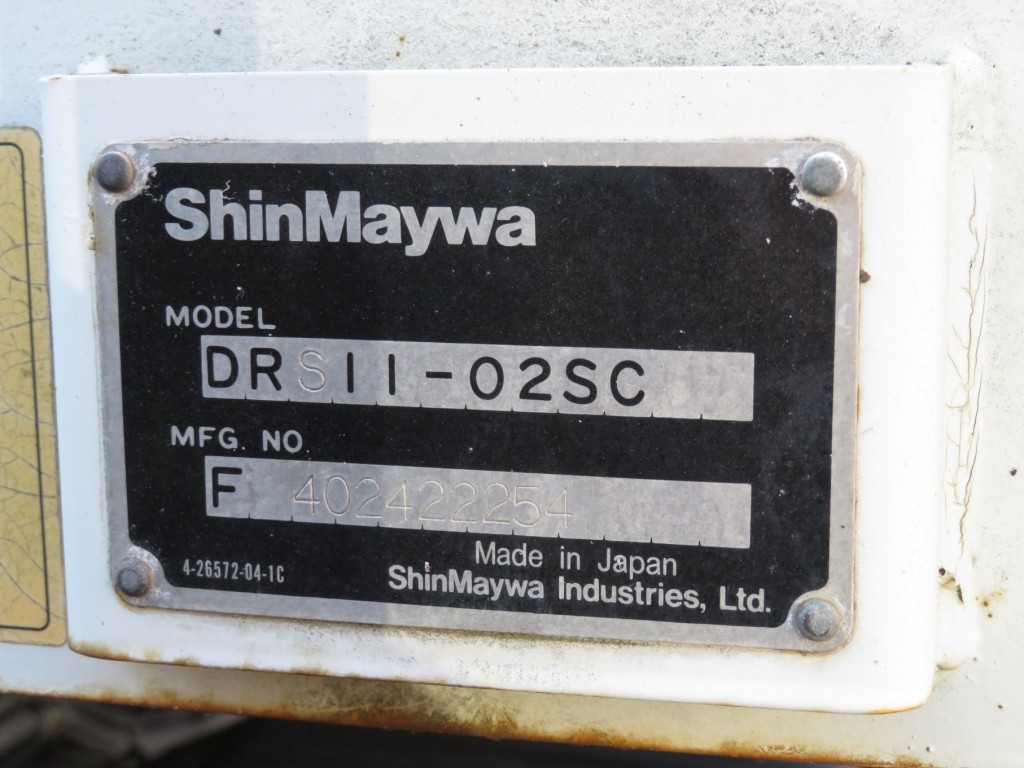 ShinMaywa
MODEL
DRS11-02SC
MFG. NO.
F 402422254
Made in Japan
4-26572-04-1C
ShinMaywa Industries, Ltd.